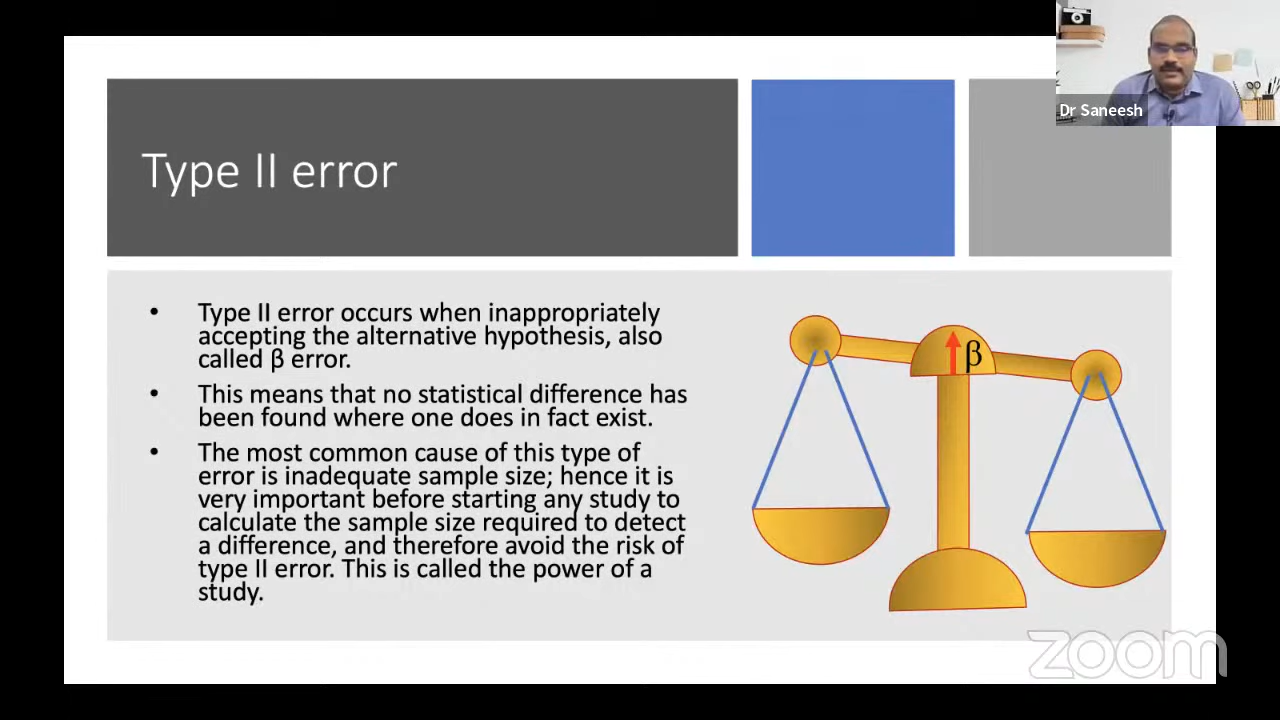 Dr Saneesh
Type II error
• Type II error occurs when inappropriately
accepting the alternative hypothesis, also
called β error.
• This means that no statistical difference has
been found where one does in fact exist.
• The most common cause of this type of
error is inadequate sample size; hence it is
very important before starting any study to
calculate the sample size required to detect
a difference, and therefore avoid the risk of
type II error. This is called the power of a
study.
β
zoom